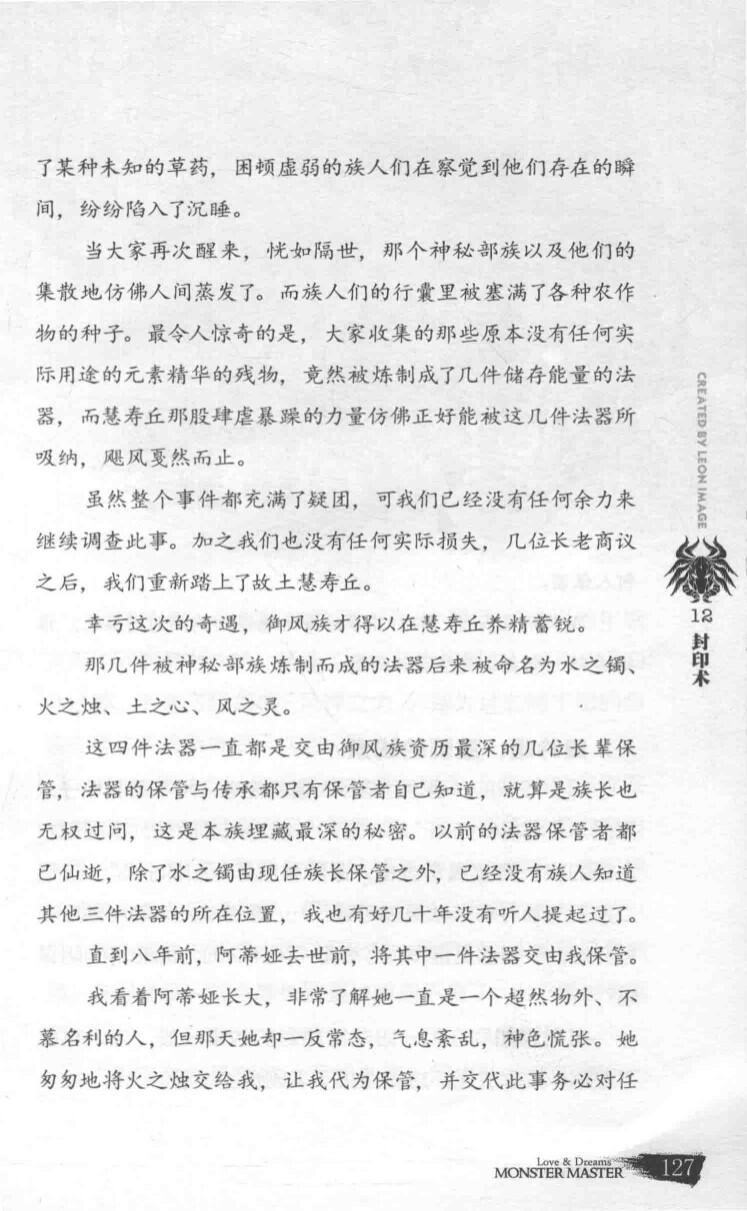 了某种未知的草药，困顿虚弱的族人们在察觉到他们存在的瞬
间，纷纷陷入了沉睡。
当大家再次醒来，恍如隔世，那个神秘部族以及他们的
集散地仿佛人间蒸发了。而族人们的行囊里被塞满了各种农作
物的种子。最令人惊奇的是，大家收集的那些原本没有任何实
际用途的元素精华的残物，竟然被炼制成了几件储存能量的法
器，而慧寿丘那股肆虐暴躁的力量仿佛正好能被这几件法器所
吸纳，飓风戛然而止。
虽然整个事件都充满了疑团，可我们已经没有任何余力来
继续调查此事。加之我们也没有任何实际损失，几位长老商议
之后，我们重新踏上了故土慧寿丘。
幸亏这次的奇遇，御风族才得以在慧寿丘养精蓄锐。
那几件被神秘部族炼制而成的法器后来被命名为水之镯、
火之烛、土之心、风之灵。
这四件法器一直都是交由御风族资历最深的几位长辈保
管，法器的保管与传承都只有保管者自己知道，就算是族长也
无权过问，这是本族埋藏最深的秘密。以前的法器保管者都
已仙逝，除了水之镯由现任族长保管之外，已经没有族人知道
其他三件法器的所在位置，我也有好几十年没有听人提起过了。
直到八年前，阿蒂娅去世前，将其中一件法器交由我保管。
我看着阿蒂娅长大，非常了解她一直是一个超然物外、不
慕名利的人，但那天她却一反常态，气息紊乱，神色慌张。她
匆匆地将火之烛交给我，让我代为保管，并交代此事务必对任
CREATED BY LEON IMAGE
12
封印术
Love & Dreams
MONSTER MASTER
127